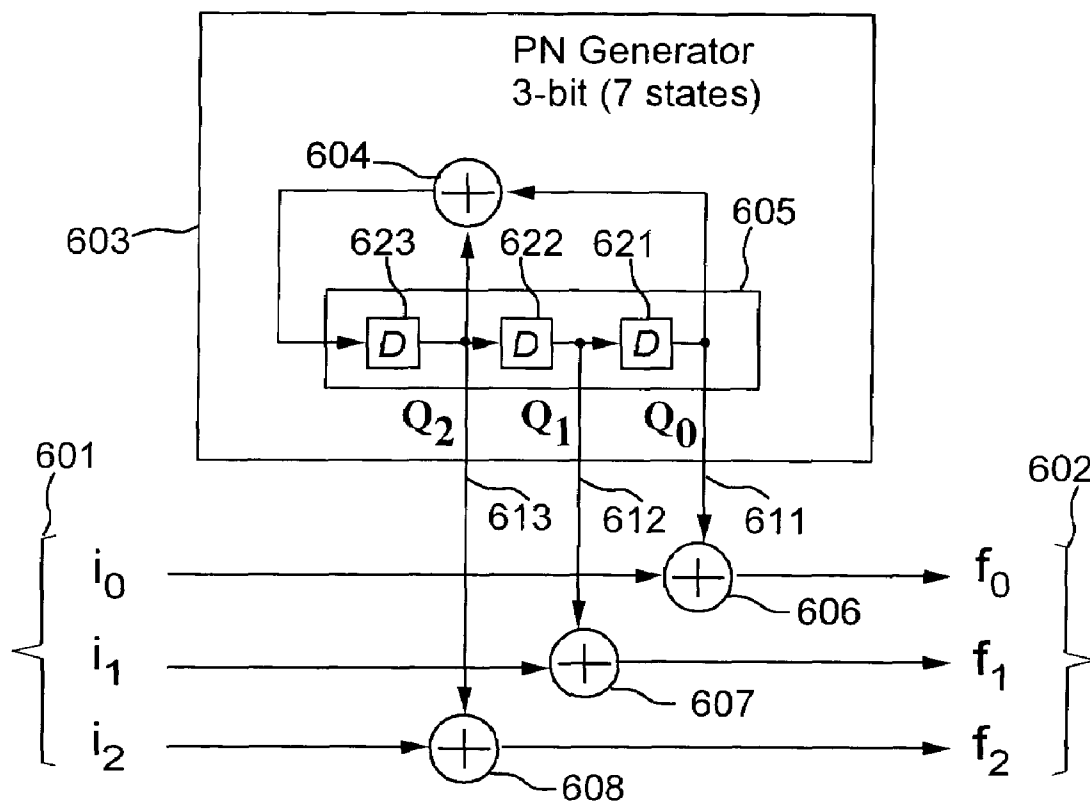 PN Generator
3-bit (7 states)
604
605
603
623
622
621
D
D
D
Q2
Q1
Q0
601
602
613
612
611
i0
f0
606
i1
f1
607
i2
f2
608